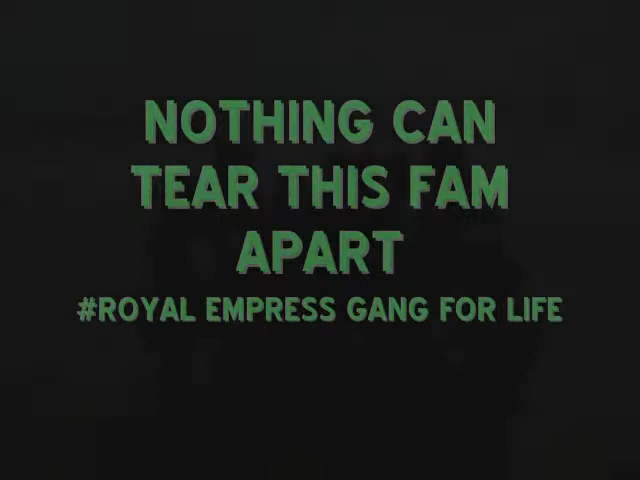 NOTHING CAN
TEAR THIS FAM
APART
#ROYAL EMPRESS GANG FOR LIFE